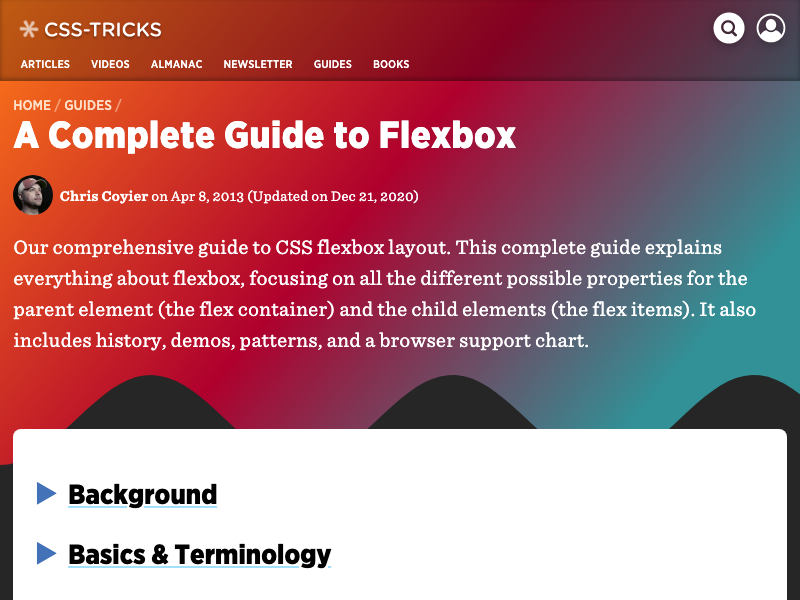 CSS-TRICKS
ARTICLES VIDEOS ALMANAC NEWSLETTER GUIDES BOOKS
HOME / GUIDES /
A Complete Guide to Flexbox
Chris Coyier on Apr 8, 2013 (Updated on Dec 21, 2020)
Our comprehensive guide to CSS flexbox layout. This complete guide explains
everything about flexbox, focusing on all the different possible properties for the
parent element (the flex container) and the child elements (the flex items). It also
includes history, demos, patterns, and a browser support chart.
Background
Basics & Terminology